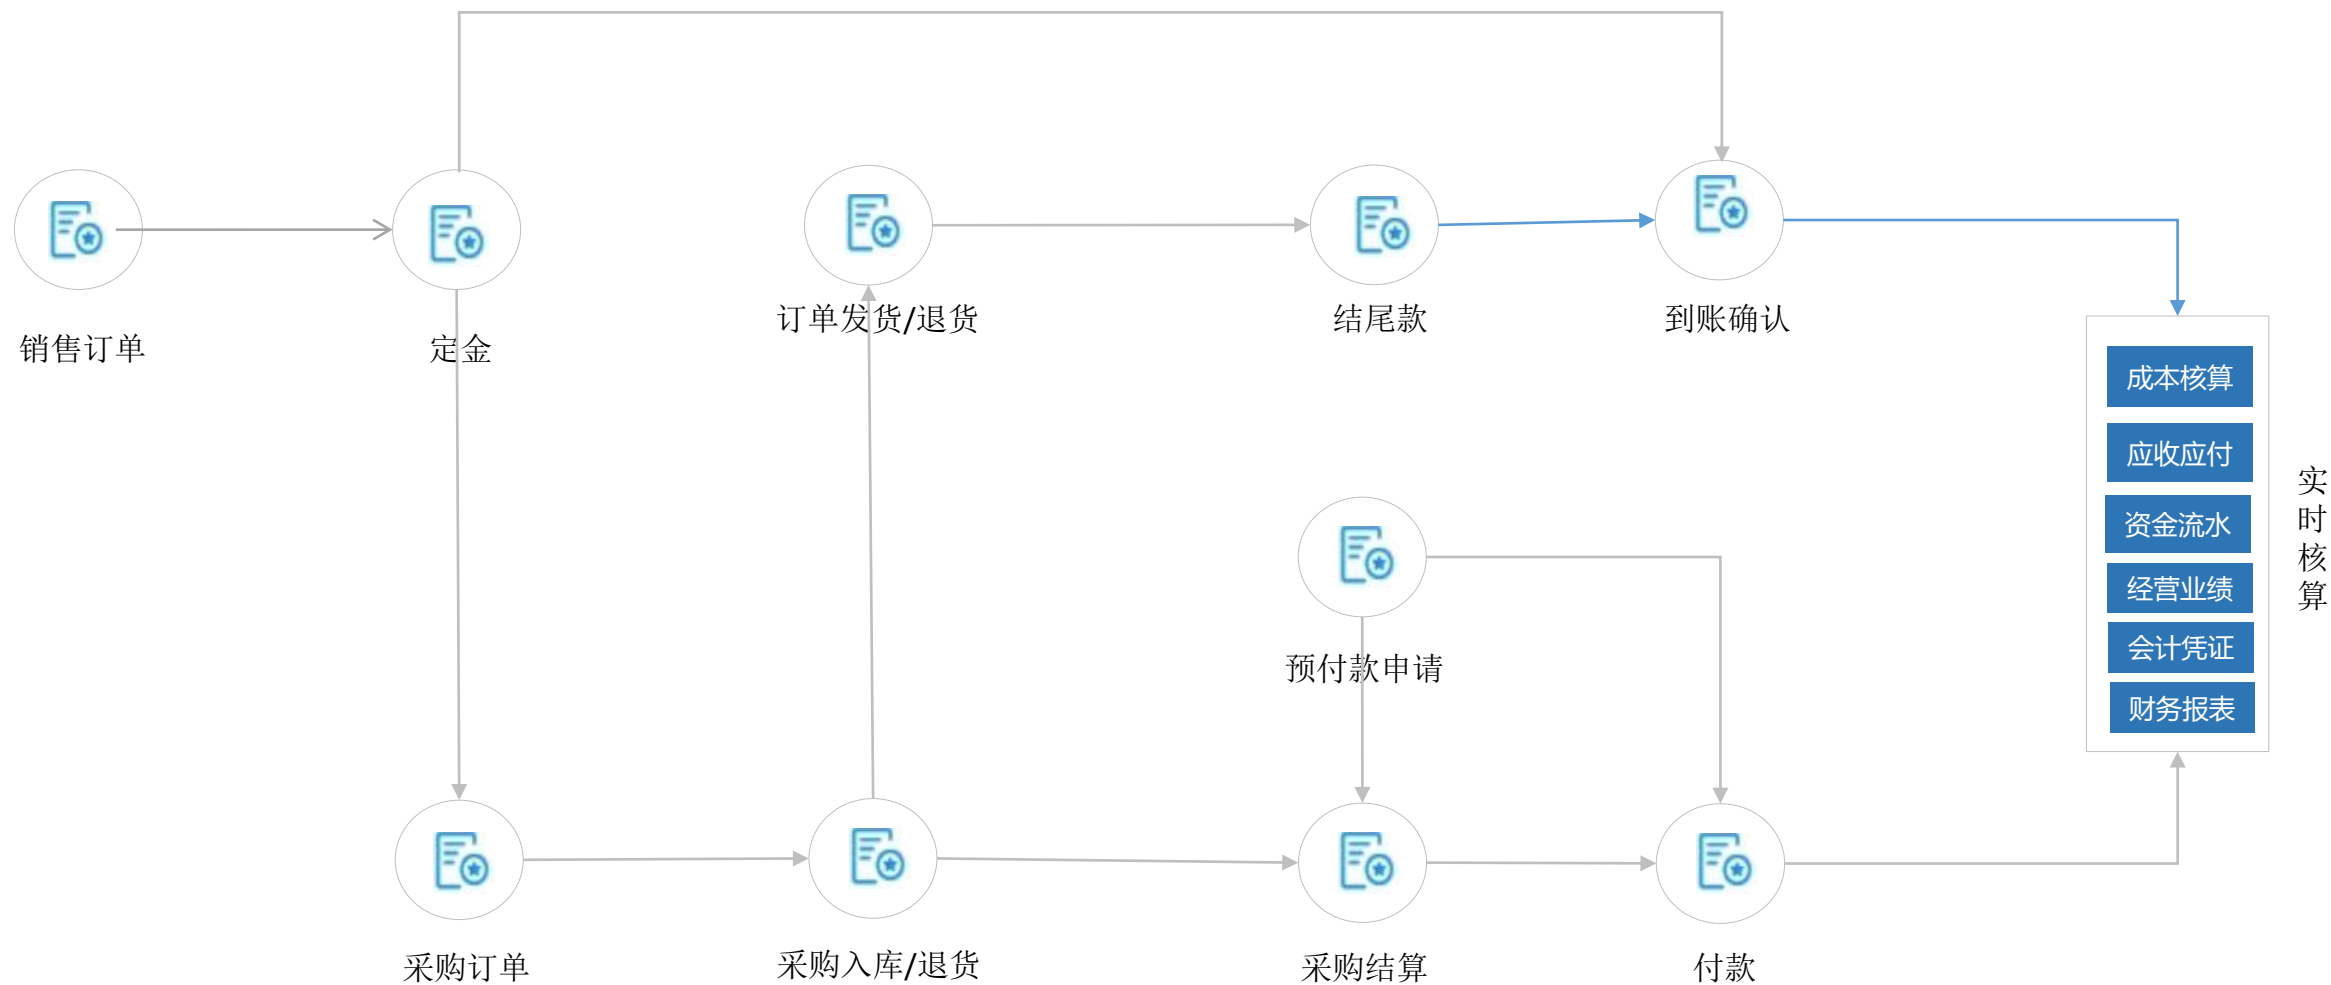 销售订单
定金
订单发货/退货
结尾款
到账确认
成本核算
应收应付
资金流水
经营业绩
会计凭证
财务报表
实时核算
预付款申请
采购订单
采购入库/退货
采购结算
付款